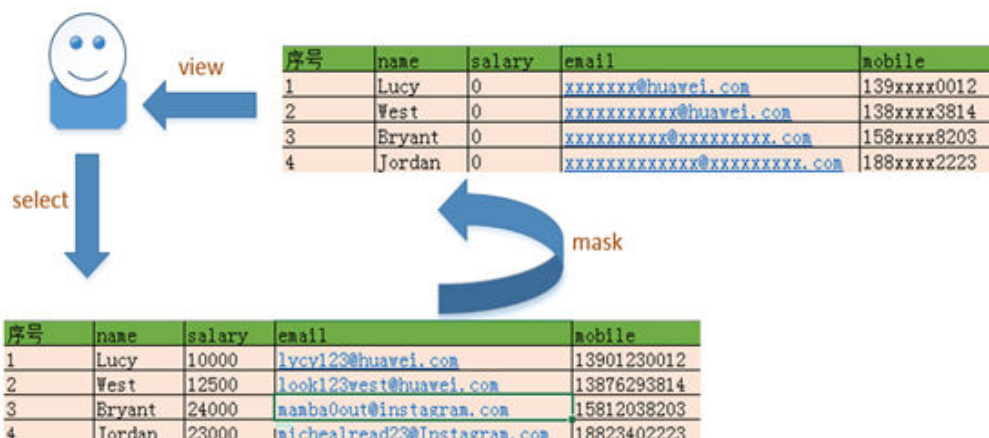 view
序号 name salary email mobile
1 Lucy 0 xxxxxxx@huawei.com 139xxxx0012
2 West 0 xxxxxxxxxxx@huawei.com 138xxxx3814
3 Bryant 0 xxxxxxxxxx@xxxxxxxxx.com 158xxxx8203
4 Jordan 0 xxxxxxxxxxxxx@xxxxxxxxx.com 188xxxx2223
select
mask
序号 name salary email mobile
1 Lucy 10000 lycy123@huawei.com 13901230012
2 West 12500 look123west@huawei.com 13876293814
3 Bryant 24000 mamba0out@instagram.com 15812038203
4 Jordan 23000 michealread23@Instagram.com 18823402223